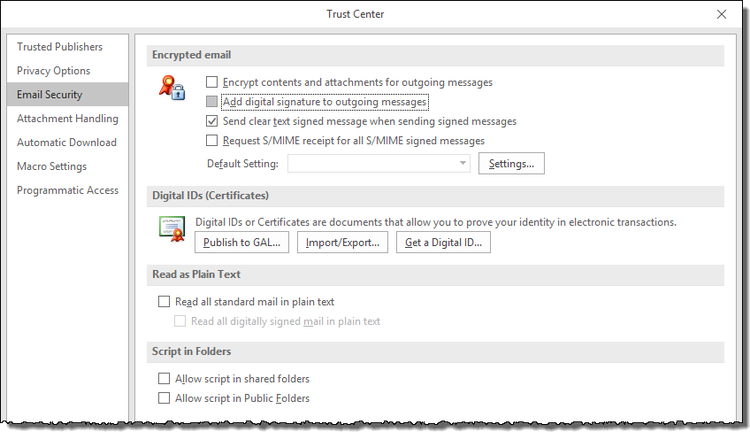 Trust Center
Trusted Publishers
Privacy Options
Email Security
Attachment Handling
Automatic Download
Macro Settings
Programmatic Access
Encrypted email
Encrypt contents and attachments for outgoing messages
Add digital signature to outgoing messages
Send clear text signed message when sending signed messages
Request S/MIME receipt for all S/MIME signed messages
Default Setting: Settings...
Digital IDs (Certificates)
Digital IDs or Certificates are documents that allow you to prove your identity in electronic transactions.
Publish to GAL... Import/Export... Get a Digital ID...
Read as Plain Text
Read all standard mail in plain text
Read all digitally signed mail in plain text
Script in Folders
Allow script in shared folders
Allow script in Public Folders